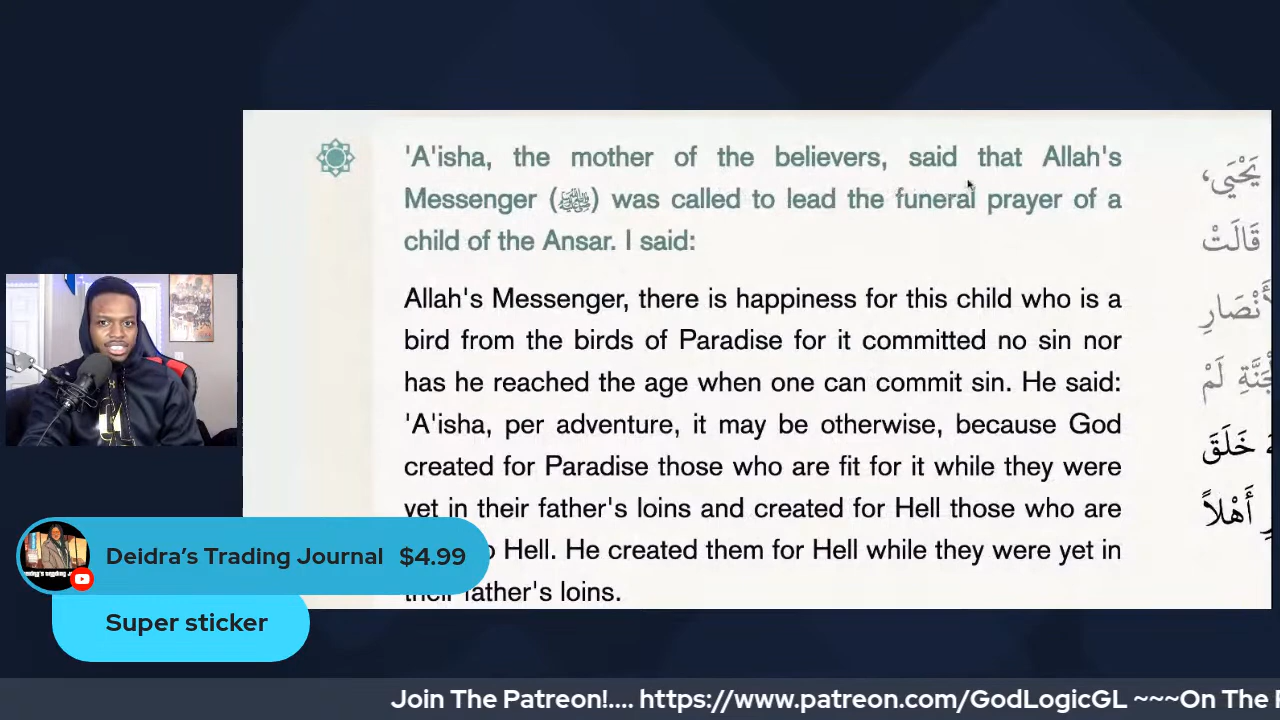 'A'isha, the mother of the believers, said that Allah's
Messenger (ﷺ) was called to lead the funeral prayer of a
child of the Ansar. I said:
Allah's Messenger, there is happiness for this child who is a
bird from the birds of Paradise for it committed no sin nor
has he reached the age when one can commit sin. He said:
'A'isha, per adventure, it may be otherwise, because God
created for Paradise those who are fit for it while they were
yet in their father's loins and created for Hell those who are
Hell. He created them for Hell while they were yet in
their father's loins.
يَحْيَى،
قَالَتْ
لأَنْصَارِ
لْجَنَّةِ لَمْ
خَلَقَ
أَهْلاً
Deidra's Trading Journal $4.99
Super sticker
Join The Patreon!.... https://www.patreon.com/GodLogicGL ~~~On The